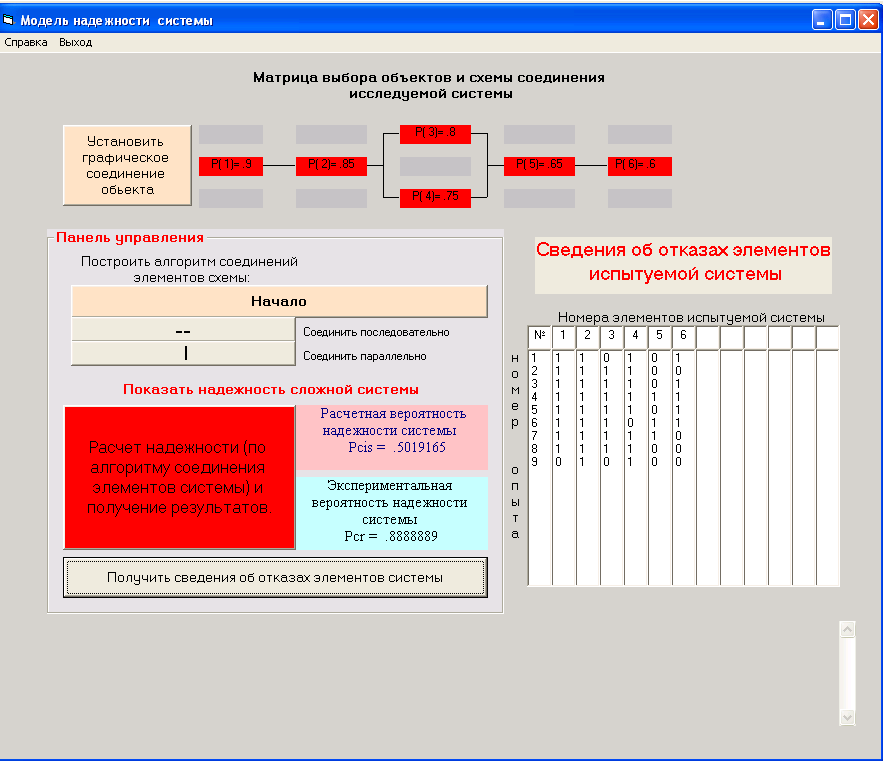 Модель надежности системы
Справка Выход
Матрица выбора объектов и схемы соединения
исследуемой системы
Установить
графическое
соединение
объекта
P( 3)= .8
P( 1)= .9 P( 2)= .85 P( 5)= .65 P( 6)= .6
P( 4)= .75
Панель управления
Построить алгоритм соединений
элементов схемы:
Начало
-- Соединить последовательно
| Соединить параллельно
Показать надежность сложной системы
Расчет надежности (по
алгоритму соединения
элементов системы) и
получение результатов.
Расчетная вероятность
надежности системы
Pcis = .5019165
Экспериментальная
вероятность надежности
системы
Pcr = .8888889
Получить сведения об отказах элементов системы
Сведения об отказах элементов
испытуемой системы
Номера элементов испытуемой системы
номер опыта
№ 1 2 3 4 5 6
1 1 1 0 1 0 1
2 1 1 1 1 0 0
3 1 1 1 1 0 1
4 1 1 1 1 1 1
5 1 1 1 1 0 1
6 1 1 1 0 1 1
7 1 1 1 1 1 0
8 1 1 1 1 0 0
9 0 1 0 1 0 0